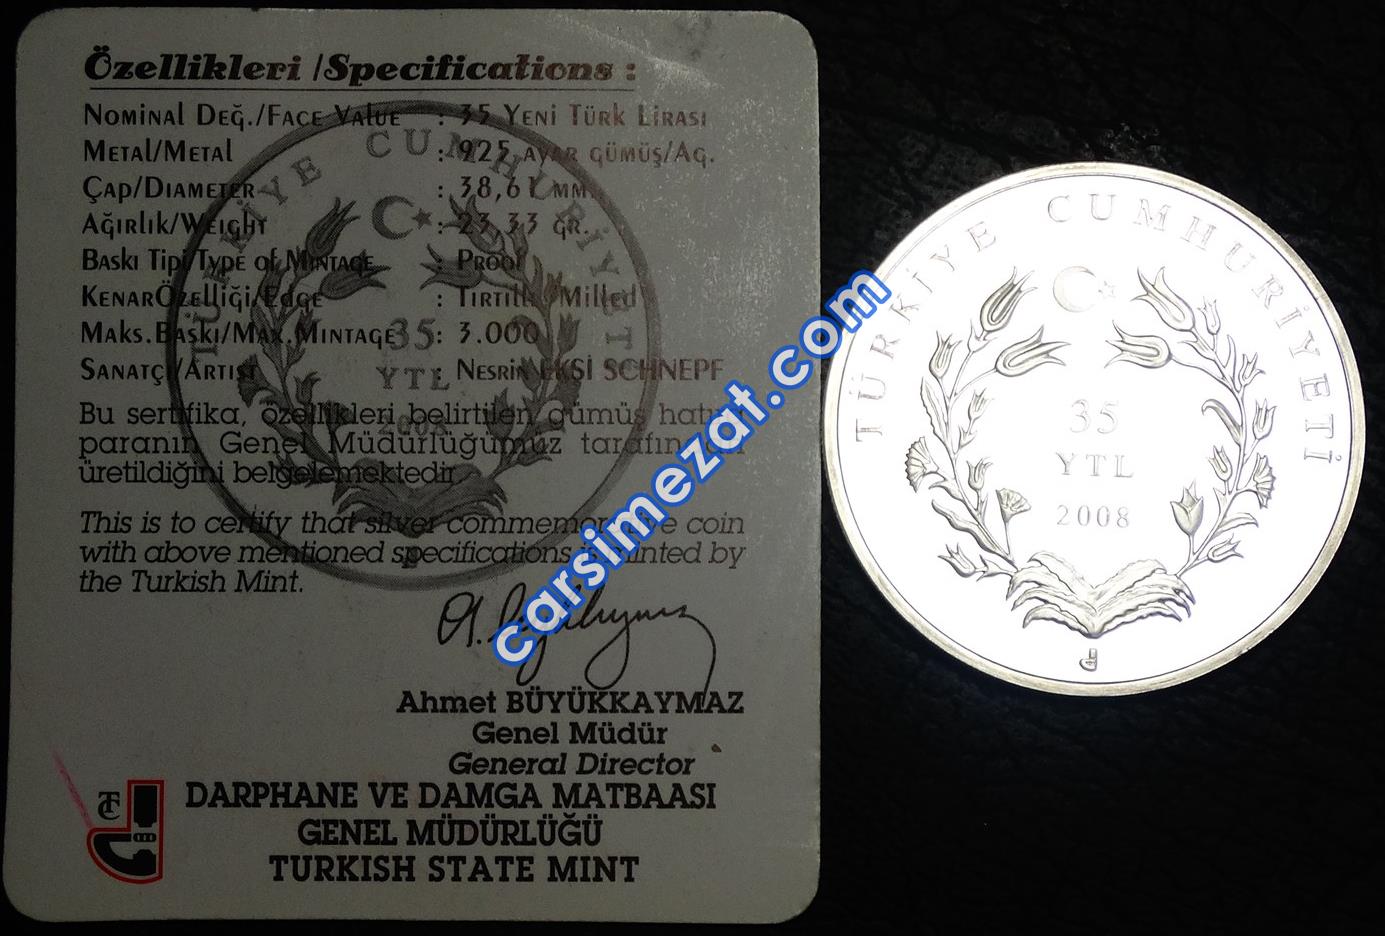 Özellikleri /Specifications :
Nominal Değ./Face Value : 35 Yeni Türk Lirası
Metal/Metal : 925 ayar gümüş/Ag.
Çap/Diameter : 38,61 mm.
Ağırlık/Weight : 23,33 gr.
Baskı Tipi/Type of Mintage : Proof
KenarÖzelliği/Edge : Tırtıllı/Milled
Maks.Baskı/Max.Mintage : 3.000
Sanatçı/Artist : Nesrin EKŞİ SCHNEPF
Bu sertifika, özellikleri belirtilen gümüş hatıra
paranın Genel Müdürlüğümüz tarafından
üretildiğini belgelemektedir.
This is to certify that silver commemorative coin
with above mentioned specifications is minted by
the Turkish Mint.
Ahmet BÜYÜKKAYMAZ
Genel Müdür
General Director
TC
DARPHANE VE DAMGA MATBAASI
GENEL MÜDÜRLÜĞÜ
TURKISH STATE MINT
TÜRKİYE CUMHURİYETİ
35
YTL
2008
TÜRKİYE CUMHURİYETİ
35
YTL
2008
carsimezat.com